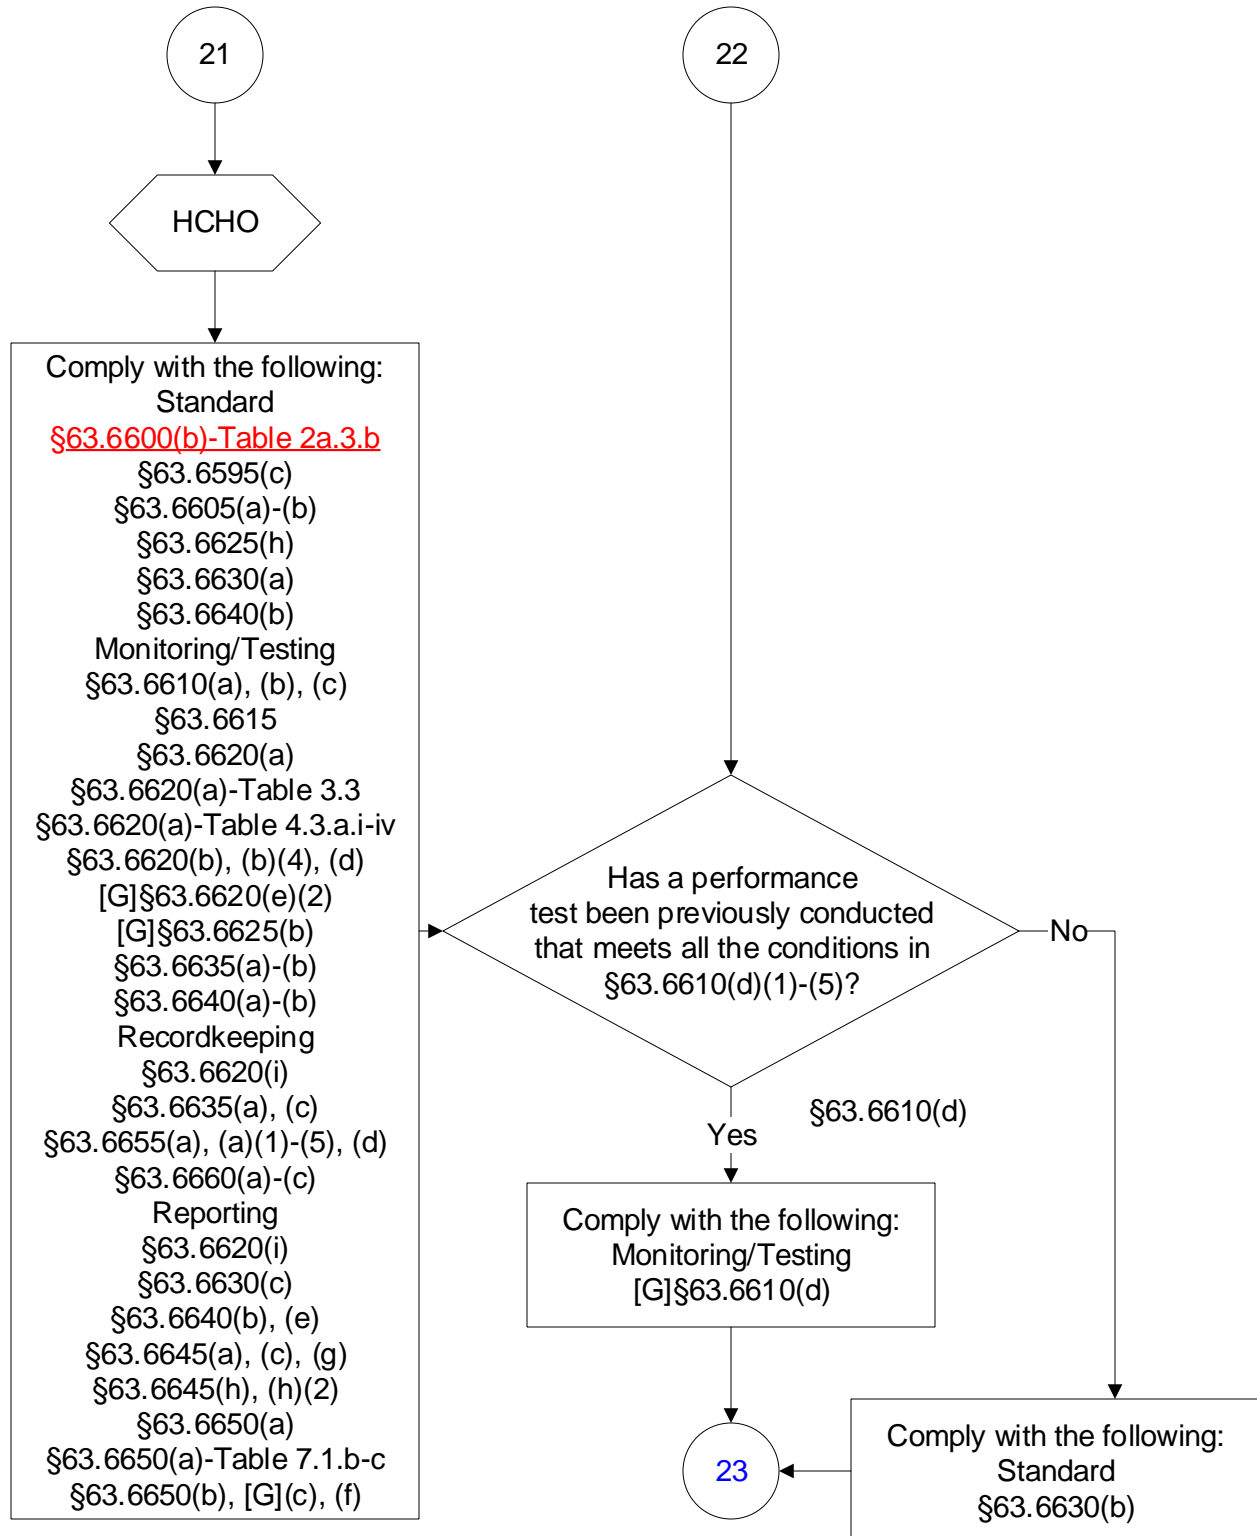 21
22
HCHO
Comply with the following:
Standard
§63.6600(b)-Table 2a.3.b
§63.6595(c)
§63.6605(a)-(b)
§63.6625(h)
§63.6630(a)
§63.6640(b)
Monitoring/Testing
§63.6610(a), (b), (c)
§63.6615
§63.6620(a)
§63.6620(a)-Table 3.3
§63.6620(a)-Table 4.3.a.i-iv
§63.6620(b), (b)(4), (d)
[G]§63.6620(e)(2)
[G]§63.6625(b)
§63.6635(a)-(b)
§63.6640(a)-(b)
Recordkeeping
§63.6620(i)
§63.6635(a), (c)
§63.6655(a), (a)(1)-(5), (d)
§63.6660(a)-(c)
Reporting
§63.6620(i)
§63.6630(c)
§63.6640(b), (e)
§63.6645(a), (c), (g)
§63.6645(h), (h)(2)
§63.6650(a)
§63.6650(a)-Table 7.1.b-c
§63.6650(b), [G](c), (f)
Has a performance
test been previously conducted
that meets all the conditions in
§63.6610(d)(1)-(5)?
No
Yes
§63.6610(d)
Comply with the following:
Monitoring/Testing
[G]§63.6610(d)
23
Comply with the following:
Standard
§63.6630(b)